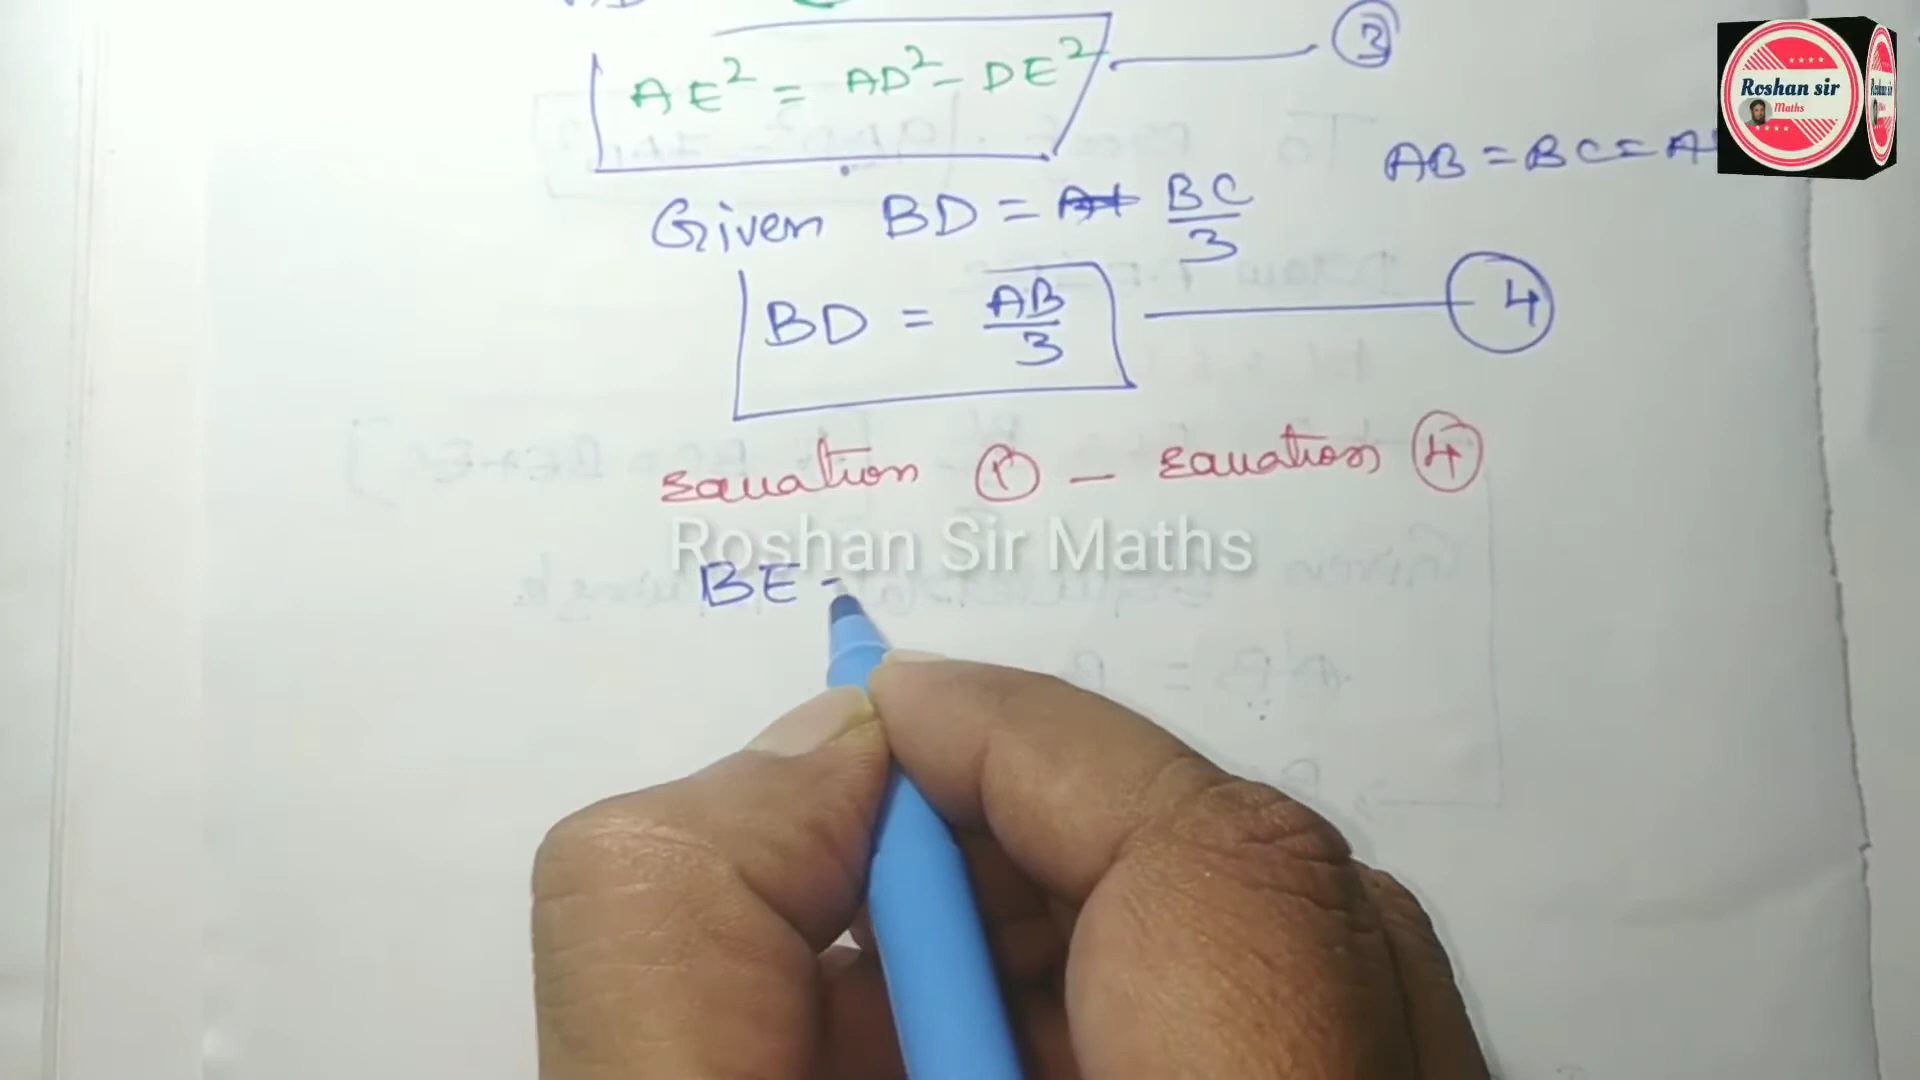 AE² = AD² - DE² ③
AB = BC = A
Given BD = BC/3
BD = AB/3 ④
Equation ① - Equation ④
BE -
Roshan Sir Maths
Roshan sir
Maths